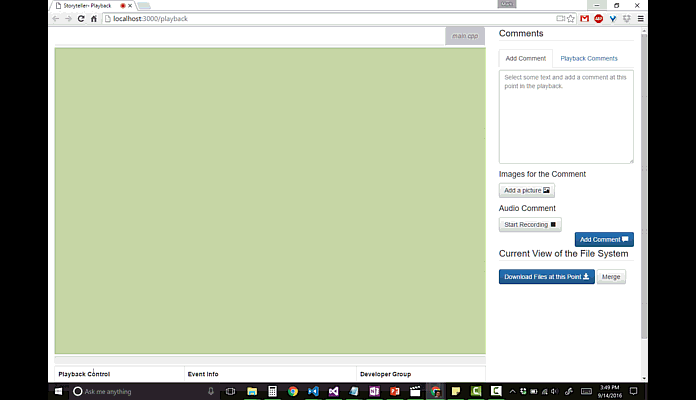 Storyteller- Playback
localhost:3000/playback
main.cpp
Comments
Add Comment
Playback Comments
Select some text and add a comment at this
point in the playback.
Images for the Comment
Add a picture
Audio Comment
Start Recording
Add Comment
Current View of the File System
Download Files at this Point
Merge
Playback Control
Event Info
Developer Group
Ask me anything
3:49 PM
9/14/2016